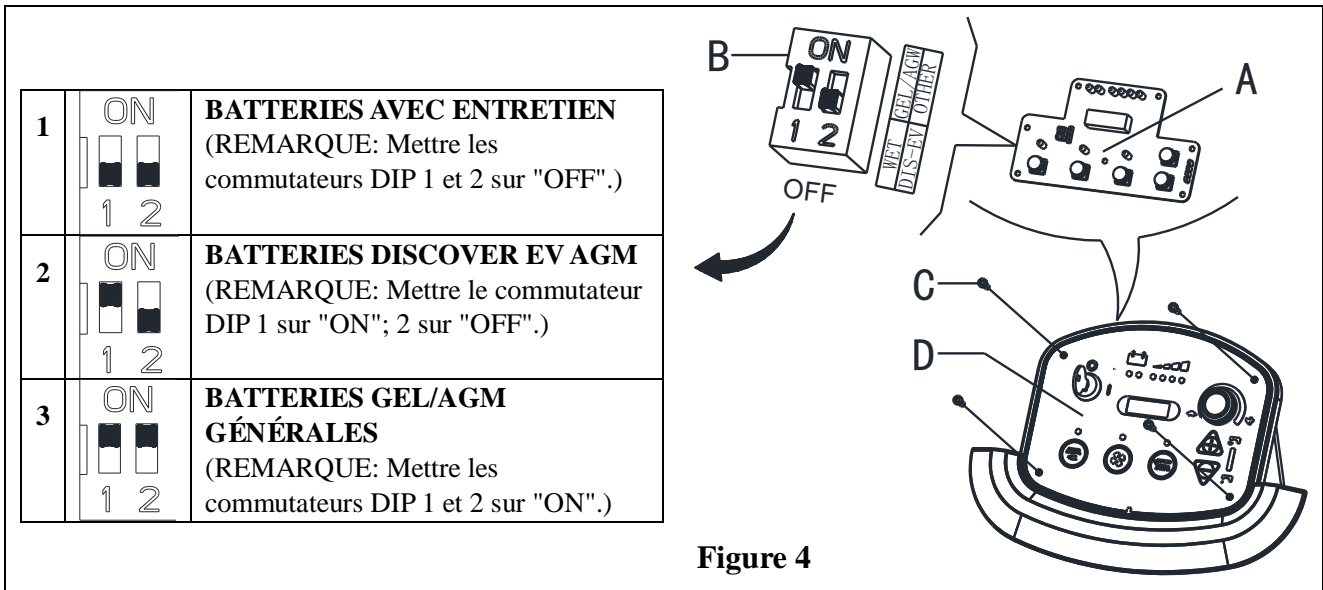 1
ON
1 2
BATTERIES AVEC ENTRETIEN
(REMARQUE: Mettre les
commutateurs DIP 1 et 2 sur "OFF".)
2
ON
1 2
BATTERIES DISCOVER EV AGM
(REMARQUE: Mettre le commutateur
DIP 1 sur "ON"; 2 sur "OFF".)
3
ON
1 2
BATTERIES GEL/AGM
GÉNÉRALES
(REMARQUE: Mettre les
commutateurs DIP 1 et 2 sur "ON".)
B
ON
1 2
OFF
WET GEL/AGW
DIS-EV OTHER
A
C
D
Figure 4